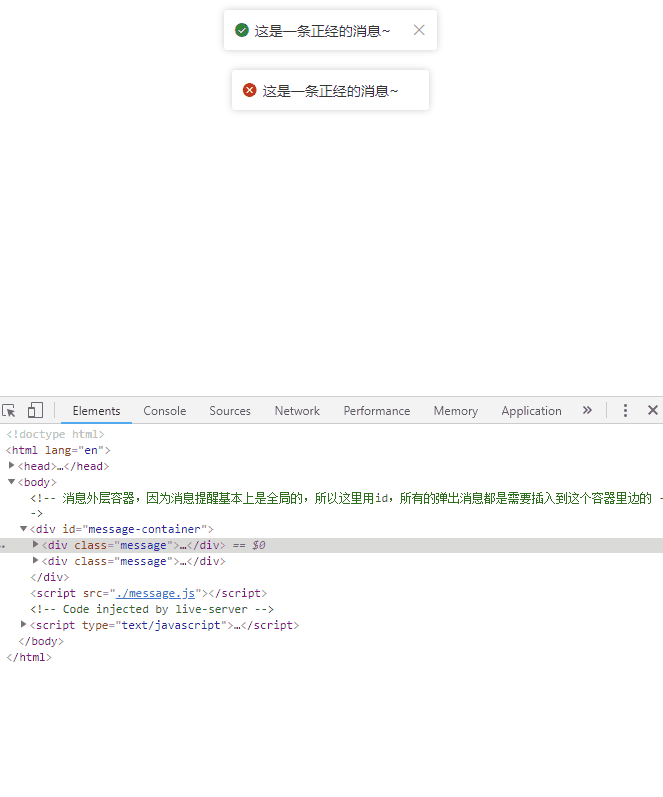 这是一条正经的消息~
这是一条正经的消息~
Elements Console Sources Network Performance Memory Application »
<!doctype html>
<html lang="en">
<head>…</head>
<body>
<!-- 消息外层容器，因为消息提醒基本上是全局的，所以这里用id，所有的弹出消息都是需要插入到这个容器里边的 -
->
<div id="message-container">
<div class="message">…</div> == $0
<div class="message">…</div>
</div>
<script src="./message.js"></script>
<!-- Code injected by live-server -->
<script type="text/javascript">…</script>
</body>
</html>